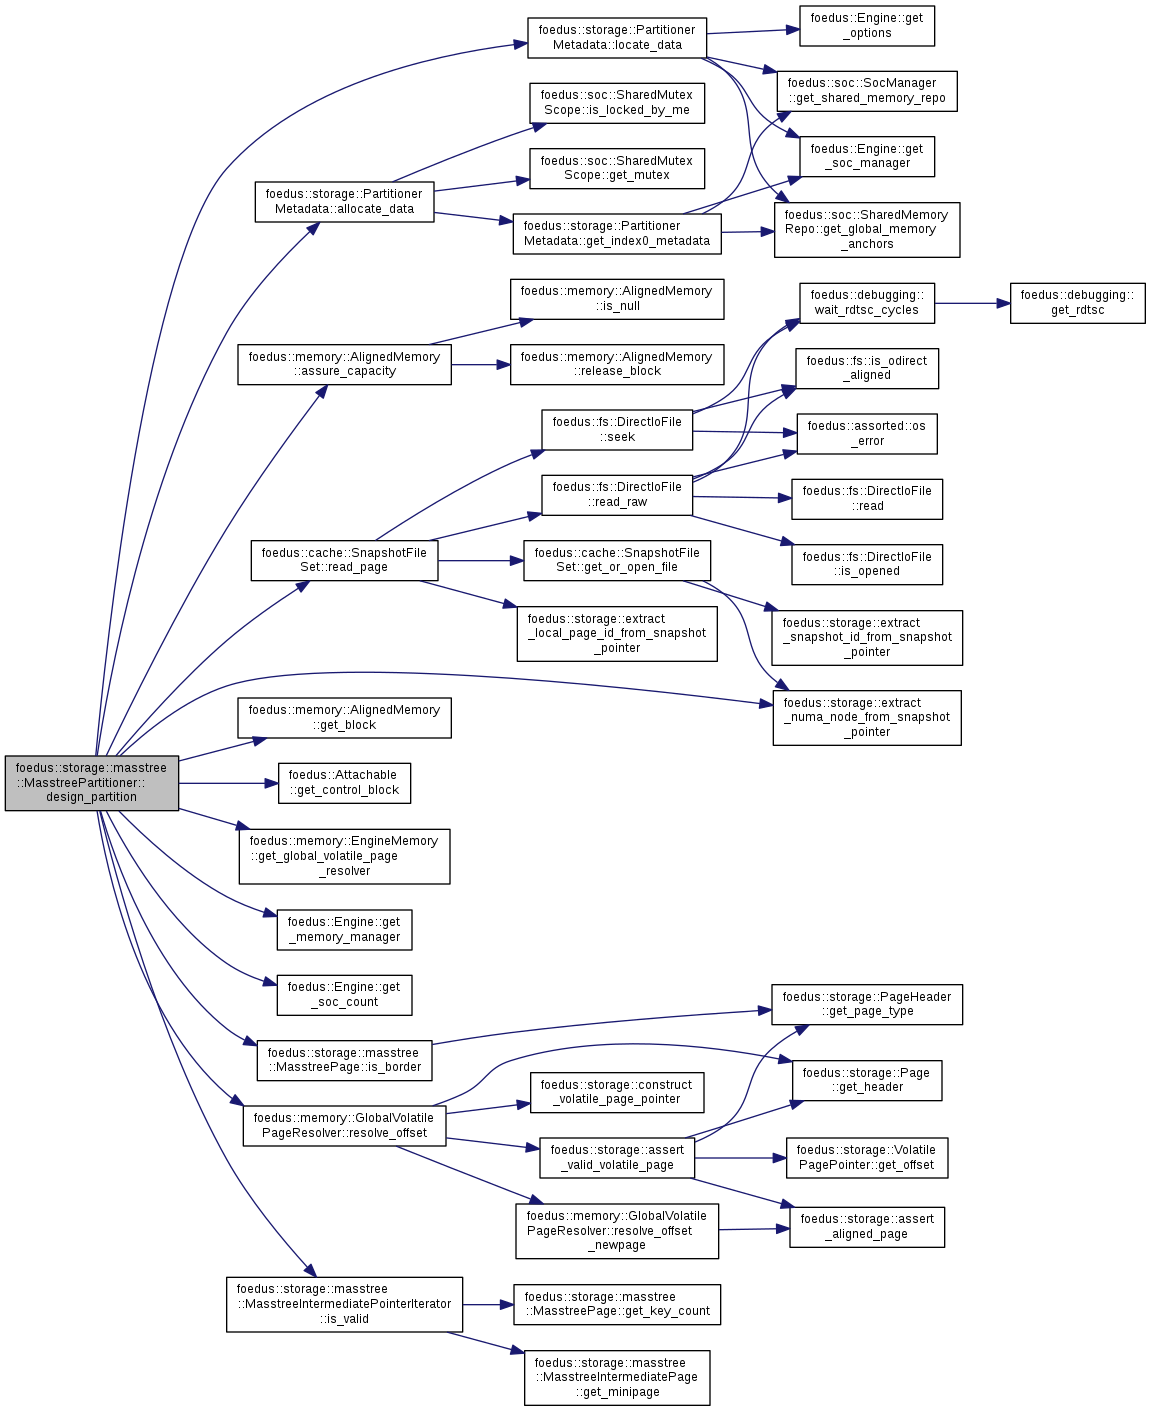 foedus::storage::Partitioner
Metadata::locate_data
foedus::Engine::get
_options
foedus::soc::SocManager
::get_shared_memory_repo
foedus::soc::SharedMutex
Scope::is_locked_by_me
foedus::Engine::get
_soc_manager
foedus::soc::SharedMutex
Scope::get_mutex
foedus::storage::Partitioner
Metadata::allocate_data
foedus::storage::Partitioner
Metadata::get_index0_metadata
foedus::soc::SharedMemory
Repo::get_global_memory
_anchors
foedus::memory::AlignedMemory
::is_null
foedus::debugging::
wait_rdtsc_cycles
foedus::debugging::
get_rdtsc
foedus::memory::AlignedMemory
::assure_capacity
foedus::memory::AlignedMemory
::release_block
foedus::fs::is_odirect
_aligned
foedus::fs::DirectIoFile
::seek
foedus::assorted::os
_error
foedus::fs::DirectIoFile
::read_raw
foedus::fs::DirectIoFile
::read
foedus::cache::SnapshotFile
Set::read_page
foedus::cache::SnapshotFile
Set::get_or_open_file
foedus::fs::DirectIoFile
::is_opened
foedus::storage::extract
_local_page_id_from_snapshot
_pointer
foedus::storage::extract
_snapshot_id_from_snapshot
_pointer
foedus::memory::AlignedMemory
::get_block
foedus::storage::extract
_numa_node_from_snapshot
_pointer
foedus::storage::masstree
::MasstreePartitioner::
design_partition
foedus::Attachable
::get_control_block
foedus::memory::EngineMemory
::get_global_volatile_page
_resolver
foedus::Engine::get
_memory_manager
foedus::Engine::get
_soc_count
foedus::storage::PageHeader
::get_page_type
foedus::storage::masstree
::MasstreePage::is_border
foedus::storage::Page
::get_header
foedus::storage::construct
_volatile_page_pointer
foedus::memory::GlobalVolatile
PageResolver::resolve_offset
foedus::storage::assert
_valid_volatile_page
foedus::storage::Volatile
PagePointer::get_offset
foedus::memory::GlobalVolatile
PageResolver::resolve_offset
_newpage
foedus::storage::assert
_aligned_page
foedus::storage::masstree
::MasstreeIntermediatePointerIterator
::is_valid
foedus::storage::masstree
::MasstreePage::get_key_count
foedus::storage::masstree
::MasstreeIntermediatePage
::get_minipage